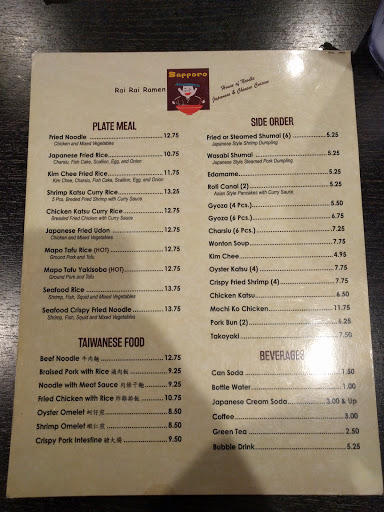 Rai Rai Ramen
Sapporo
House of Noodle
Japanese & Chinese Cuisine
PLATE MEAL
Fried Noodle 12.75
Chicken and Mixed Vegetables
Japanese Fried Rice 10.75
Charsiu, Fish Cake, Scallion, Egg, and Onion
Kim Chee Fried Rice 11.75
Kim Chee, Charsiu, Fish Cake, Scallion, Egg, and Onion
Shrimp Katsu Curry Rice 13.25
5 Pcs. Breded Fried Shrimp with Curry Sauce
Chicken Katsu Curry Rice 12.75
Breaded Fried Chicken with Curry Sauce
Japanese Fried Udon 12.75
Chicken and Mixed Vegetables
Mapo Tafu Rice (HOT) 12.75
Ground Pork and Tofu
Mapo Tafu Yakisoba (HOT) 12.75
Ground Pork and Tofu
Seafood Rice 13.75
Shrimp, Fish, Squid and Mixed Vegetables
Seafood Crispy Fried Noodle 13.75
Shrimp, Fish, Squid and Mixed Vegetables
TAIWANESE FOOD
Beef Noodle 牛肉麵 12.75
Braised Pork with Rice 滷肉飯 9.25
Noodle with Meat Sauce 肉燥干麵 9.25
Fried Chicken with Rice 炸雞排飯 10.75
Oyster Omelet 蚵仔煎 8.50
Shrimp Omelet 蝦仁煎 8.50
Crispy Pork Intestine 脆大腸 9.50
SIDE ORDER
Fried or Steamed Shumai (6) 5.25
Japanese Style Shrimp Dumpling
Wasabi Shumai 5.25
Japanese Style Steamed Pork Dumpling
Edamame 5.25
Roti Canai (2) 5.25
Asian Style Pancakes with Curry Sauce
Gyoza (4 Pcs.) 5.50
Gyoza (6 Pcs.) 6.75
Charsiu (6 Pcs.) 7.25
Wonton Soup 7.75
Kim Chee 4.95
Oyster Katsu (4) 7.25
Crispy Fried Shrimp (4) 7.75
Chicken Katsu 6.50
Mochi Ko Chicken 11.75
Pork Bun (2) 6.50
Takoyaki 7.50
BEVERAGES
Can Soda 1.50
Bottle Water 1.00
Japanese Cream Soda 3.00 & Up
Coffee 3.00
Green Tea 2.50
Bubble Drink 5.25